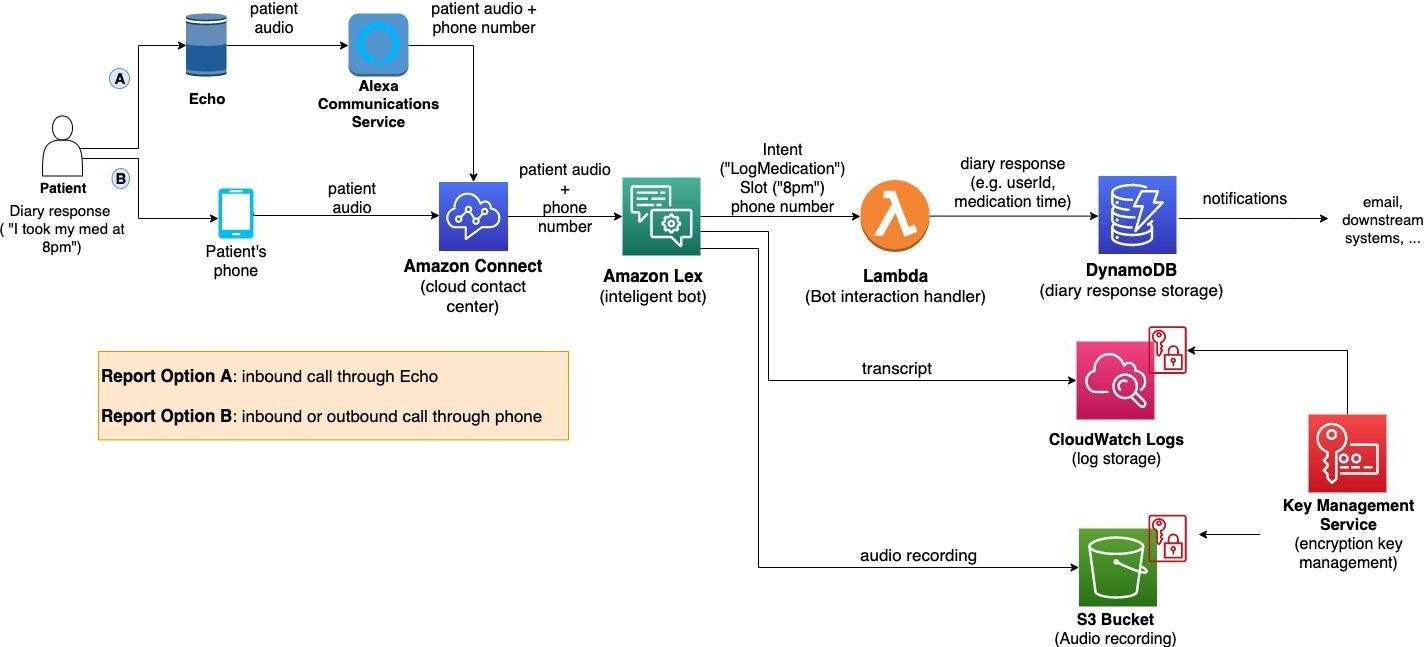 patient
audio
patient audio +
phone number
A
Echo
Alexa
Communications
Service
B
Patient
Diary response
( "I took my med at
8pm")
Patient's
phone
patient
audio
Amazon Connect
(cloud contact
center)
patient audio
+
phone
number
Amazon Lex
(inteligent bot)
Intent
("LogMedication")
Slot ("8pm")
phone number
Lambda
(Bot interaction handler)
diary response
(e.g. userId,
medication time)
DynamoDB
(diary response storage)
notifications
email,
downstream
systems, ...
Report Option A: inbound call through Echo
Report Option B: inbound or outbound call through phone
transcript
CloudWatch Logs
(log storage)
Key Management
Service
(encryption key
management)
audio recording
S3 Bucket
(Audio recording)